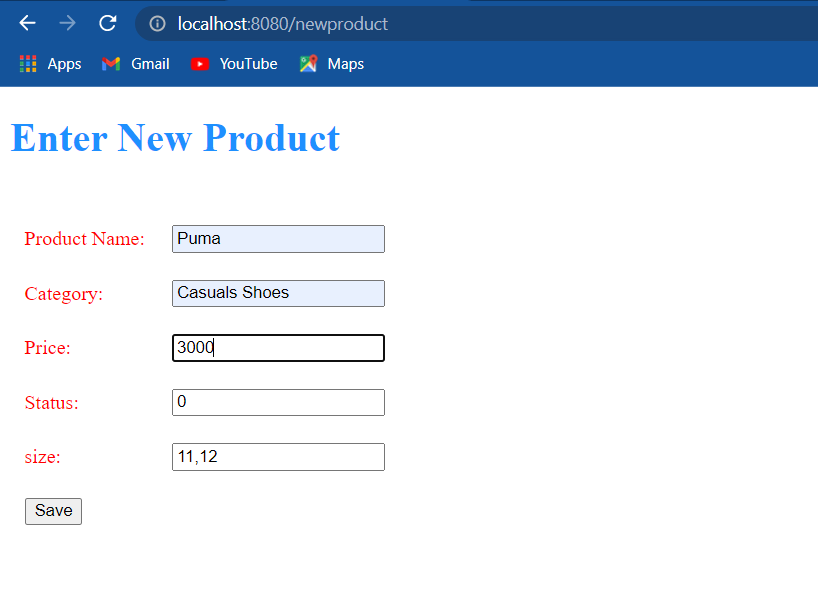 localhost:8080/newproduct
Apps Gmail YouTube Maps
Enter New Product
Product Name: Puma
Category: Casuals Shoes
Price: 3000
Status: 0
size: 11,12
Save